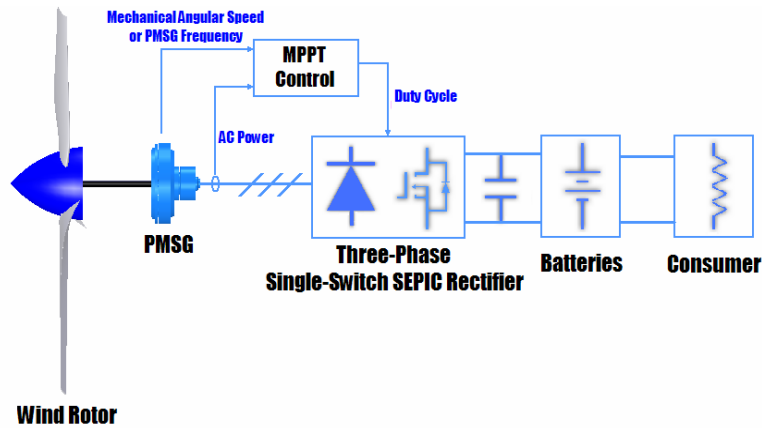 Mechanical Angular Speed
or PMSG Frequency
MPPT
Control
Duty Cycle
AC Power
PMSG
Three-Phase
Single-Switch SEPIC Rectifier
Batteries
Consumer
Wind Rotor